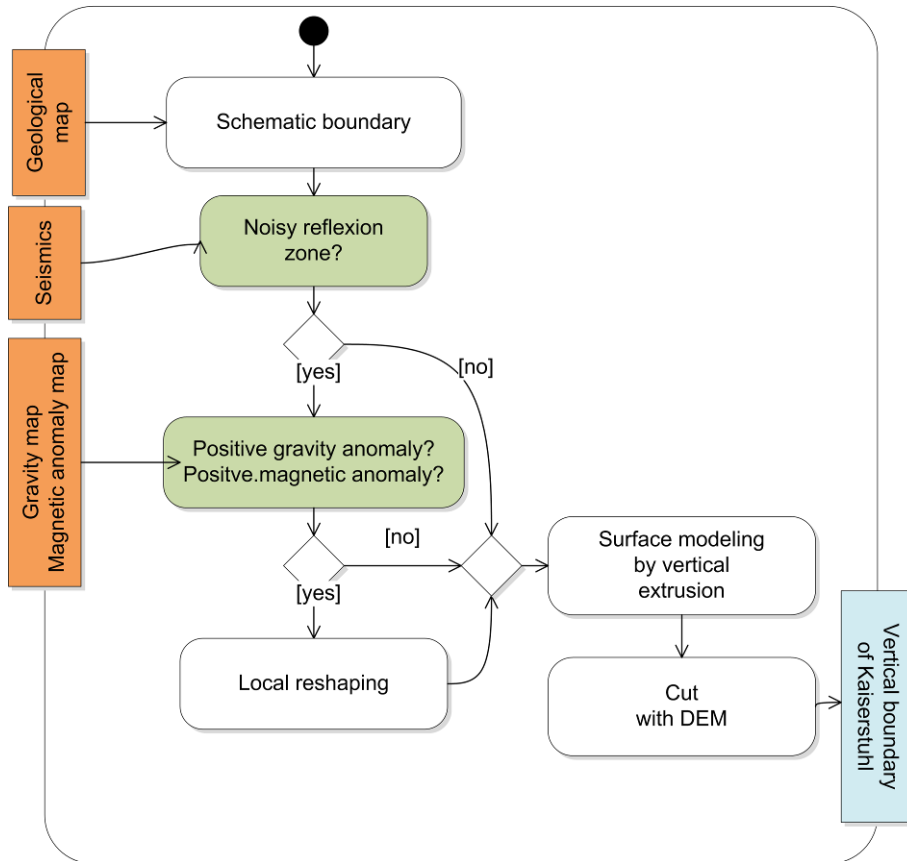 Geological
map
Schematic boundary
Seismics
Noisy reflexion
zone?
[yes]
[no]
Gravity map
Magnetic anomaly map
Positive gravity anomaly?
Positve.magnetic anomaly?
[no]
[yes]
Surface modeling
by vertical
extrusion
Local reshaping
Cut
with DEM
Vertical boundary
of Kaiserstuhl